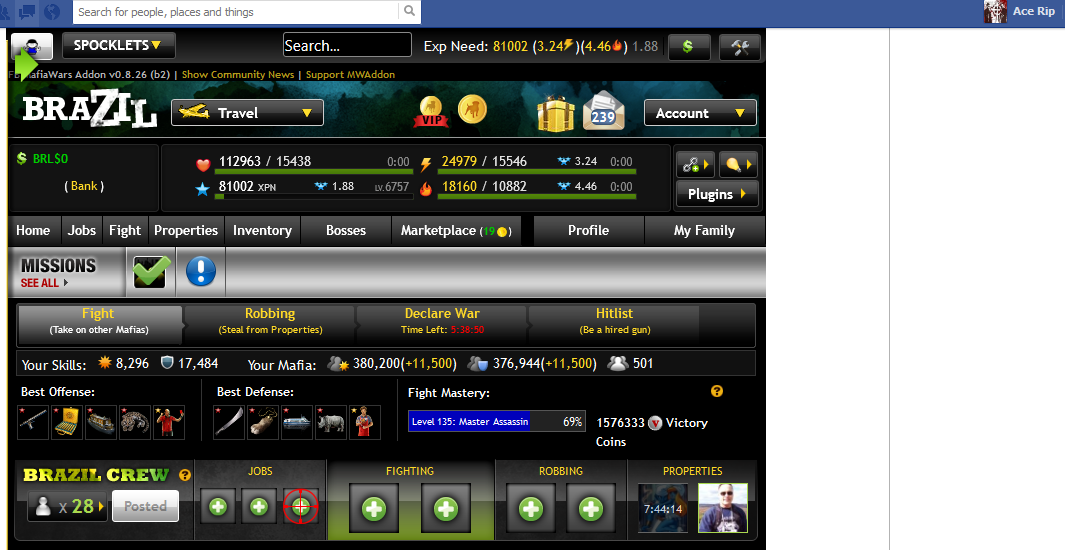 Search for people, places and things
Ace Rip
SPOCKLETS
Search...
Exp Need: 81002 (3.24)(4.46) 1.88
$
MafiaWars Addon v0.8.26 (b2) | Show Community News | Support MWAddon
BRAZIL
Travel
VIP
239
Account
$ BRL$0
( Bank )
112963 / 15438 0:00
24979 / 15546 3.24 0:00
81002 XPN 1.88 LV.6757
18160 / 10882 4.46 0:00
Plugins
Home Jobs Fight Properties Inventory Bosses Marketplace (19) Profile My Family
MISSIONS
SEE ALL
Fight
(Take on other Mafias)
Robbing
(Steal from Properties)
Declare War
Time Left: 5:38:50
Hitlist
(Be a hired gun)
Your Skills: 8,296 17,484 Your Mafia: 380,200(+11,500) 376,944(+11,500) 501
Best Offense:
Best Defense:
Fight Mastery:
?
Level 135: Master Assassin 69%
1576333 V Victory
Coins
BRAZIL CREW ?
x 28
Posted
JOBS
FIGHTING
ROBBING
PROPERTIES
7:44:14